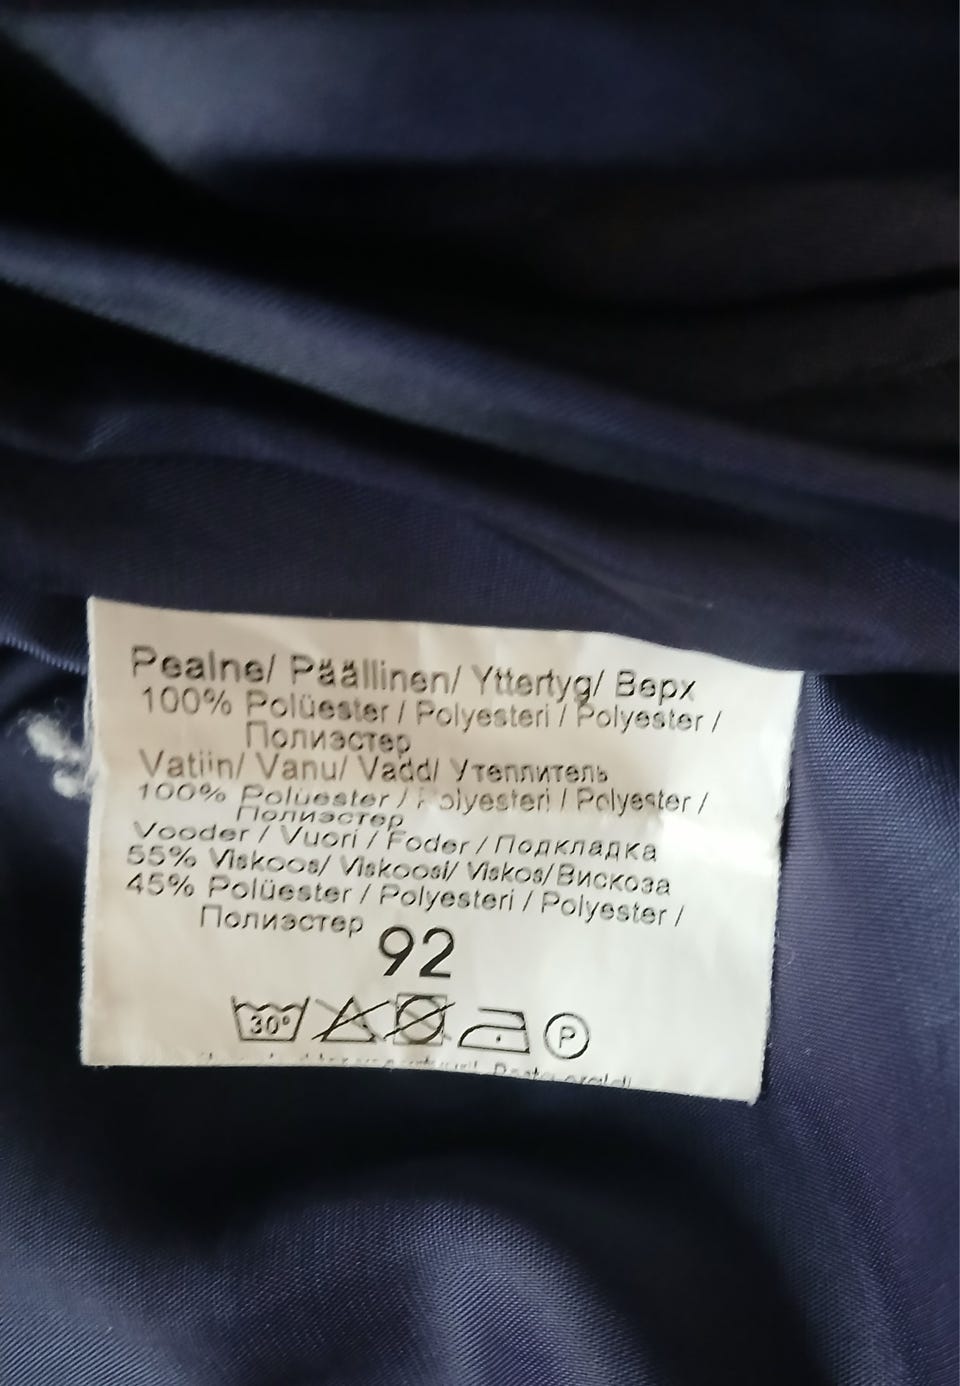 Pealne/ Päällinen/ Yttertyg/ Верх
100% Polüester / Polyesteri / Polyester /
Полиэстер
Vatiin/ Vanu/ Vadd/ Утеплитель
100% Polüester / Polyesteri / Polyester /
Полиэстер
Vooder / Vuori / Foder / Подкладка
55% Viskoos/ Viskoosi/ Viskos/Вискоза
45% Polüester / Polyesteri / Polyester /
Полиэстер
92
30° P